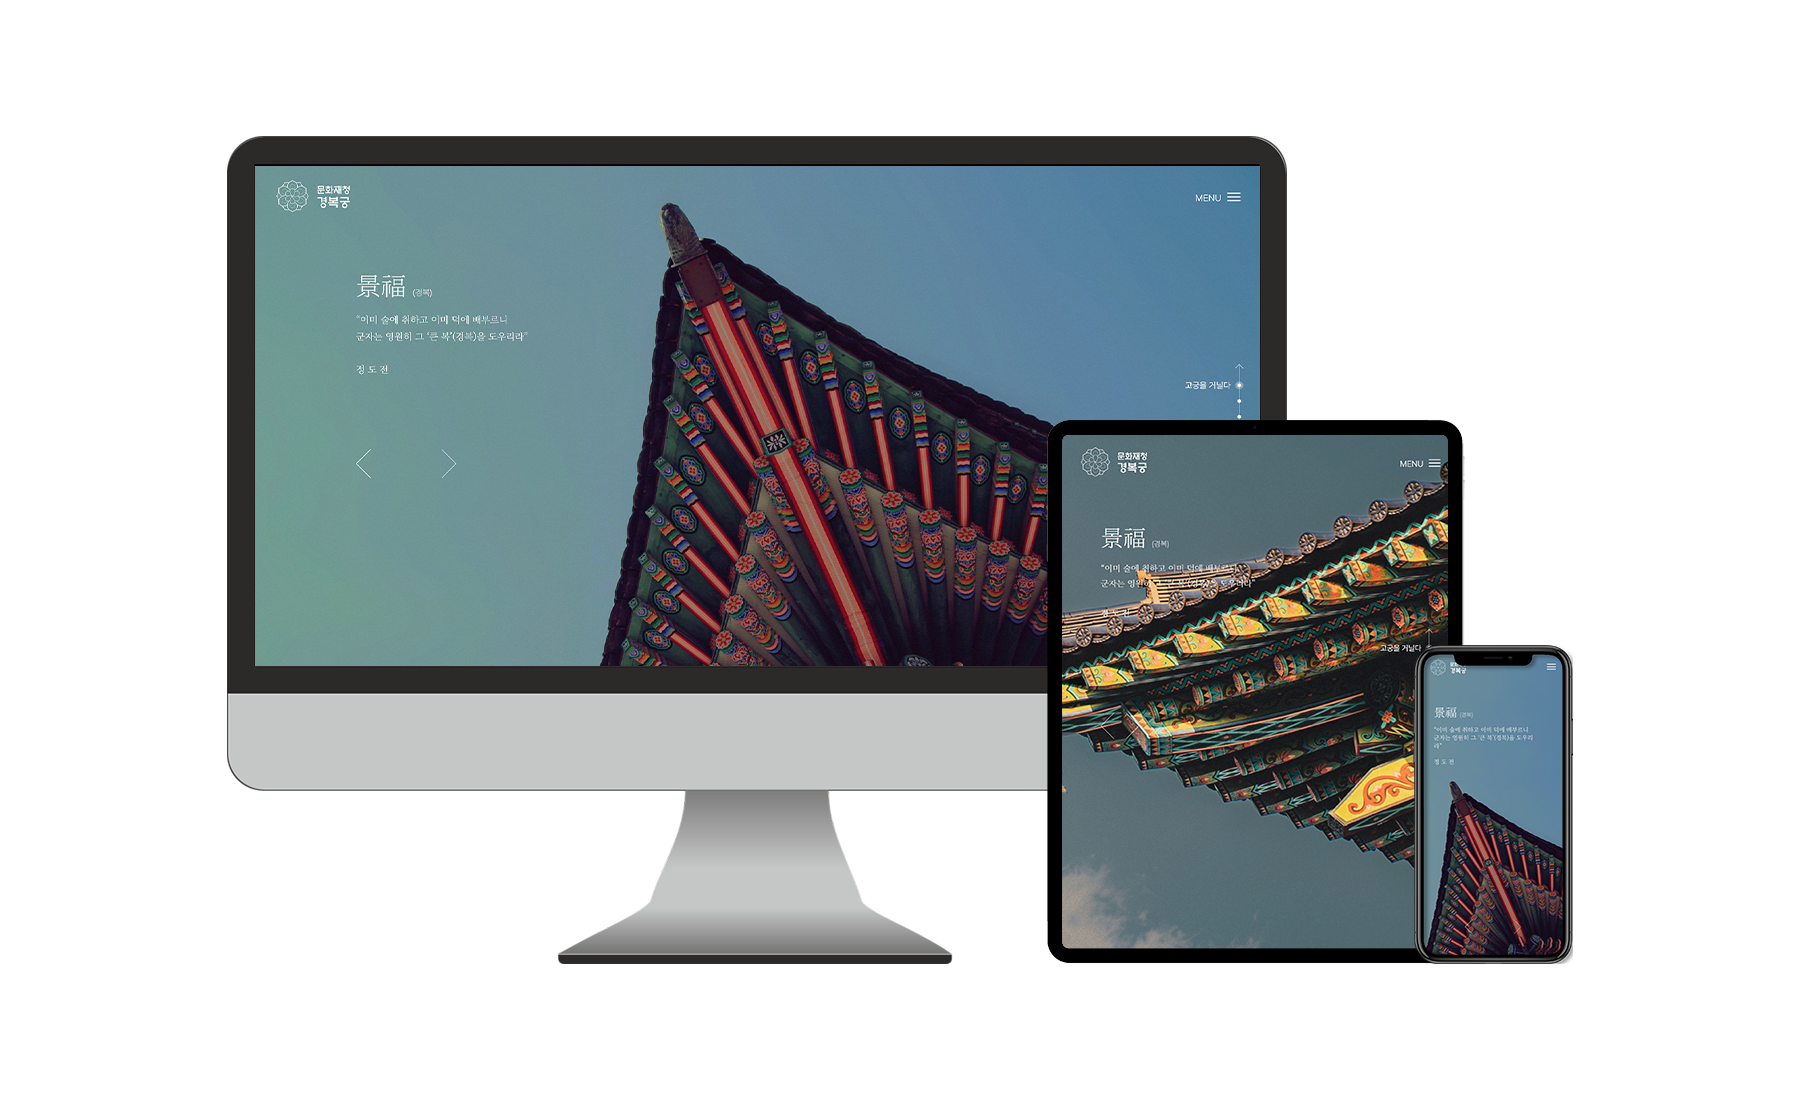 문화재청
경복궁
MENU
景福 (경복)
"이미 술에 취하고 이미 덕에 배부르니
군자는 영원히 그 '큰 복'(경복)을 도우리라"
정 도 전
고궁을 거닐다
문화재청
경복궁
MENU
景福 (경복)
"이미 술에 취하고 이미 덕에 배부르니
군자는 영원히 그 '큰 복'(경복)을 도우리라"
고궁을 거닐다
경복궁
景福 (경복)
"이미 술에 취하고 이미 덕에 배부르니
군자는 영원히 그 '큰 복'(경복)을 도우리
라"
정 도 전